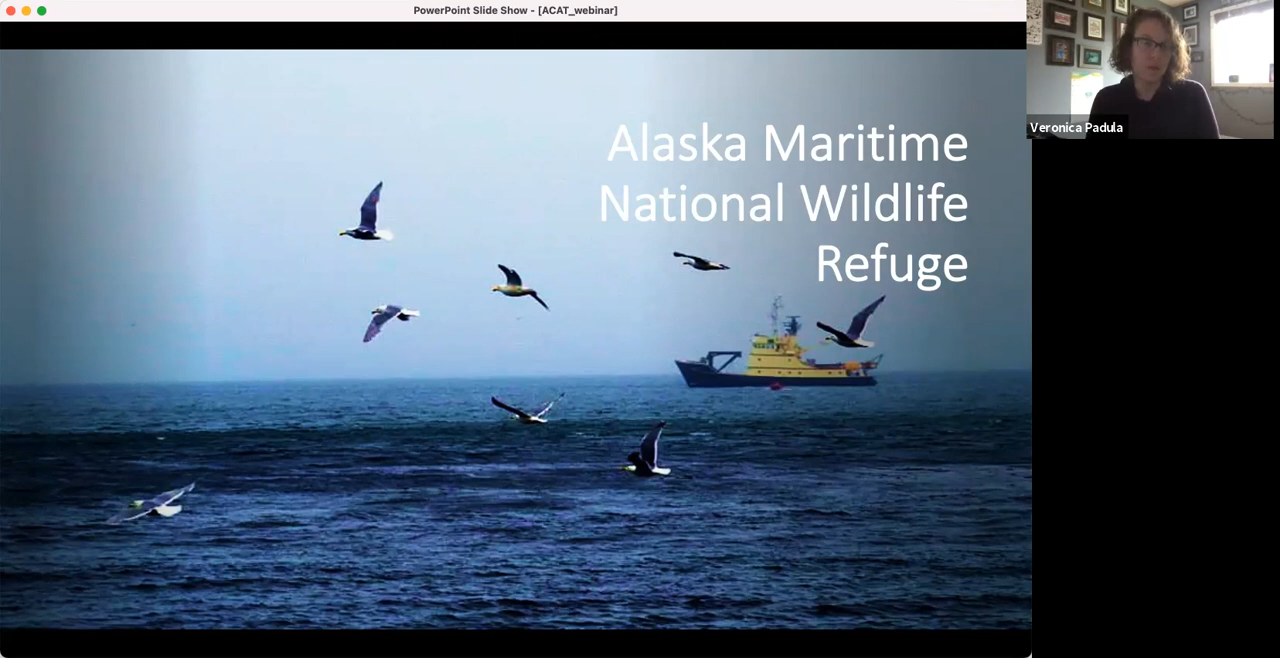 PowerPoint Slide Show - [ACAT_webinar]
Alaska Maritime
National Wildlife
Refuge
Veronica Padula